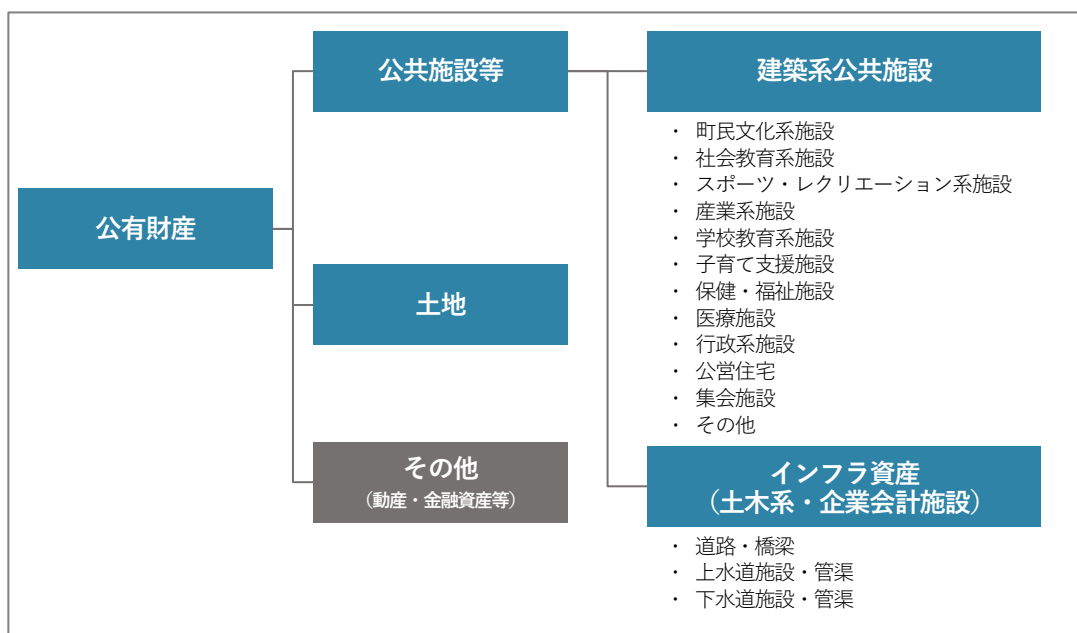 公有財産
公共施設等
土地
その他
(動産・金融資産等)
建築系公共施設
・ 町民文化系施設
・ 社会教育系施設
・ スポーツ・レクリエーション系施設
・ 産業系施設
・ 学校教育系施設
・ 子育て支援施設
・ 保健・福祉施設
・ 医療施設
・ 行政系施設
・ 公営住宅
・ 集会施設
・ その他
インフラ資産
(土木系・企業会計施設)
・ 道路・橋梁
・ 上水道施設・管渠
・ 下水道施設・管渠